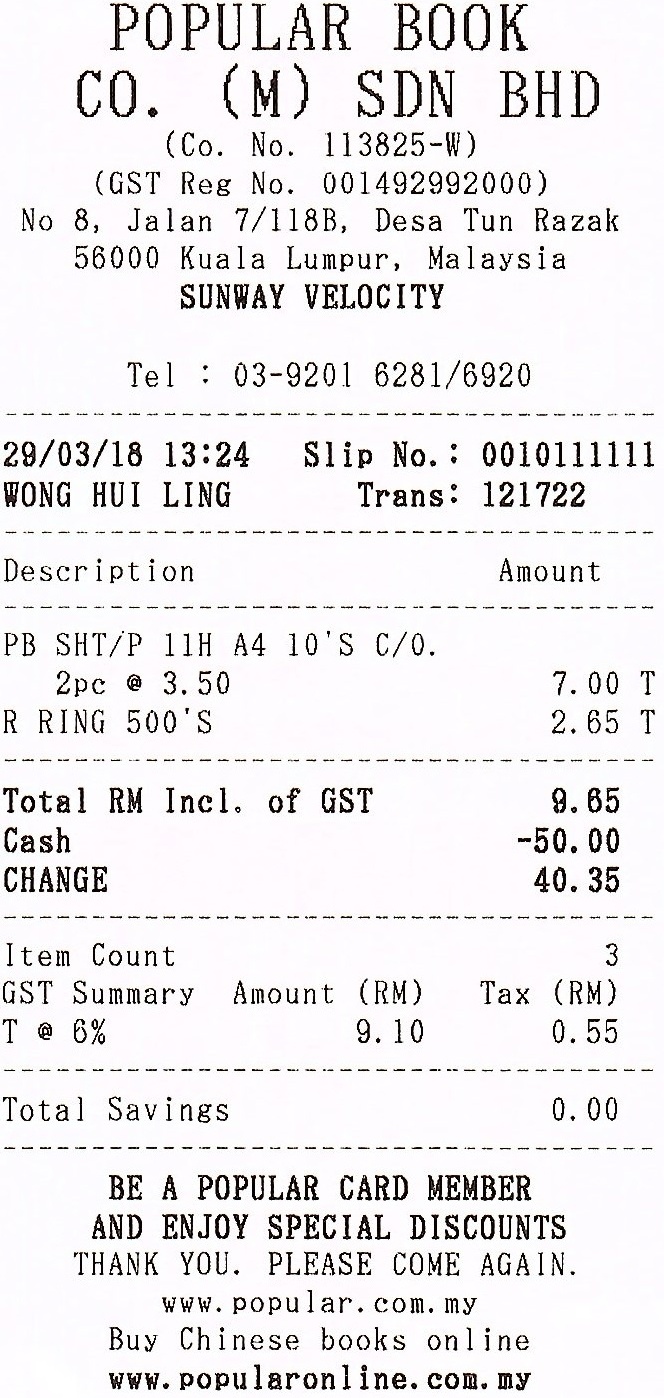 POPULAR BOOK
CO. (M) SDN BHD
(Co. No. 113825-W)
(GST Reg No. 001492992000)
No 8, Jalan 7/118B, Desa Tun Razak
56000 Kuala Lumpur, Malaysia
SUNWAY VELOCITY
Tel : 03-9201 6281/6920
29/03/18 13:24 Slip No.: 0010111111
WONG HUI LING Trans: 121722
Description Amount
PB SHT/P 11H A4 10'S C/O.
2pc @ 3.50 7.00 T
R RING 500'S 2.65 T
Total RM Incl. of GST 9.65
Cash -50.00
CHANGE 40.35
Item Count 3
GST Summary Amount (RM) Tax (RM)
T @ 6% 9.10 0.55
Total Savings 0.00
BE A POPULAR CARD MEMBER
AND ENJOY SPECIAL DISCOUNTS
THANK YOU. PLEASE COME AGAIN.
www.popular.com.my
Buy Chinese books online
www.popularonline.com.my